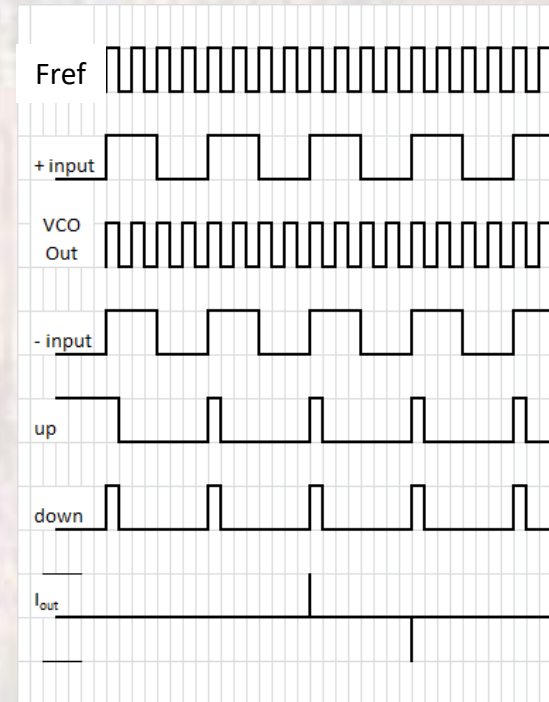 Fref
+ input
VCO
Out
- input
up
down
Iout